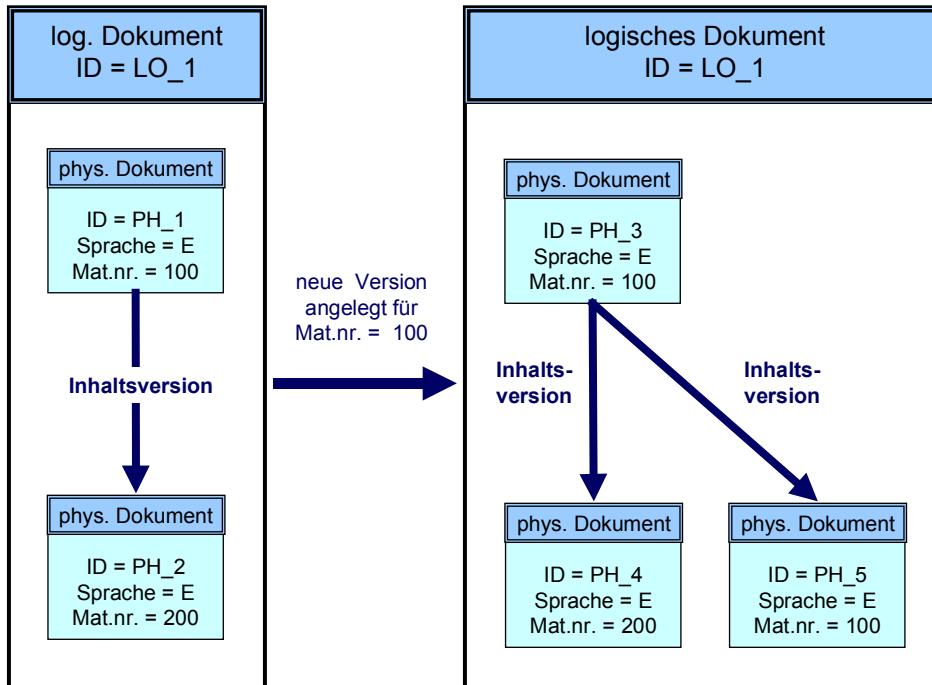 log. Dokument
ID = LO_1
phys. Dokument
ID = PH_1
Sprache = E
Mat.nr. = 100
Inhaltsversion
phys. Dokument
ID = PH_2
Sprache = E
Mat.nr. = 200
neue Version
angelegt für
Mat.nr. = 100
logisches Dokument
ID = LO_1
phys. Dokument
ID = PH_3
Sprache = E
Mat.nr. = 100
Inhalts-
version
Inhalts-
version
phys. Dokument
ID = PH_4
Sprache = E
Mat.nr. = 200
phys. Dokument
ID = PH_5
Sprache = E
Mat.nr. = 100